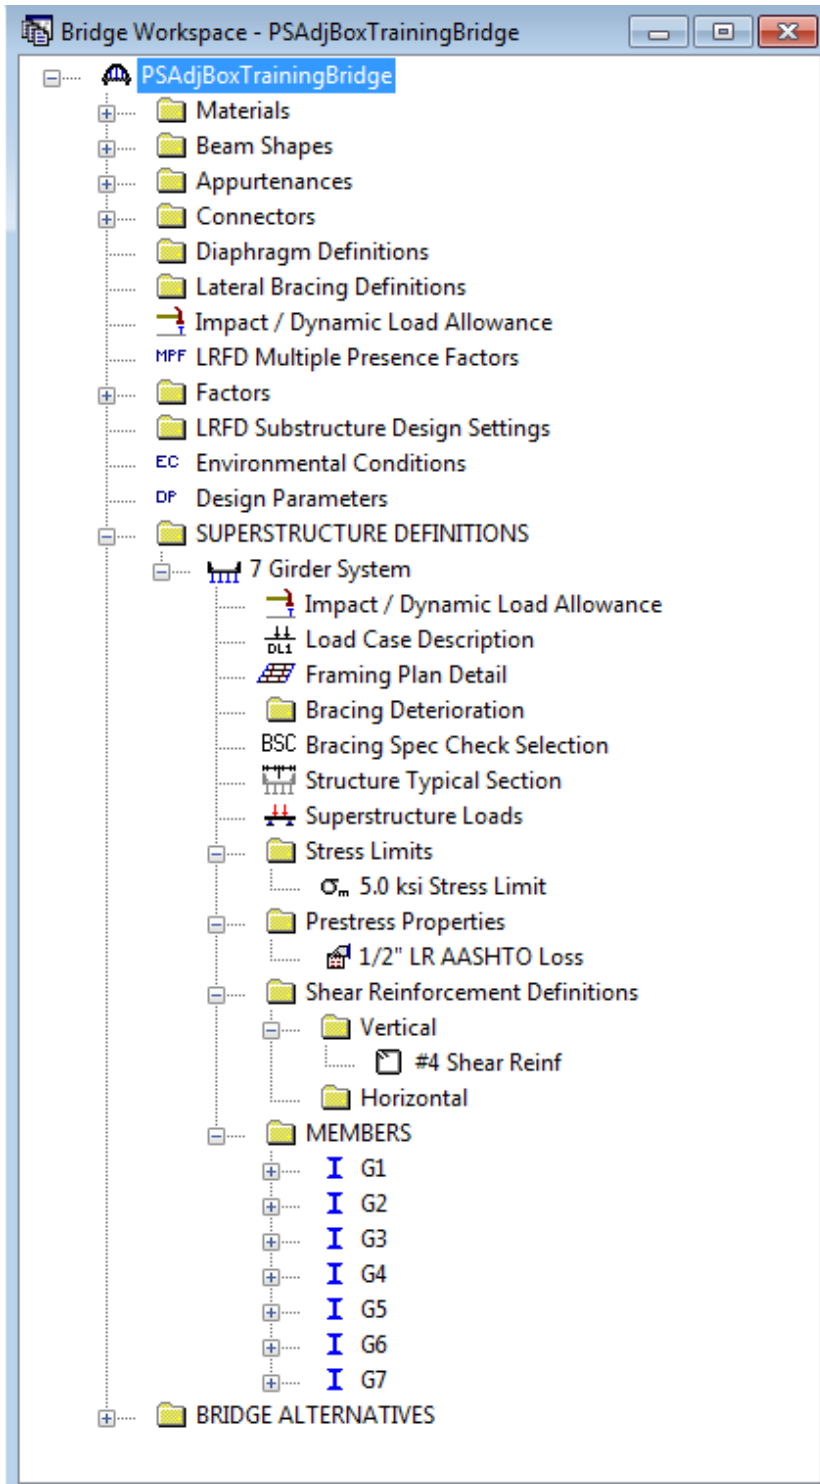 Bridge Workspace - PSAdjBoxTrainingBridge
PSAdjBoxTrainingBridge
Materials
Beam Shapes
Appurtenances
Connectors
Diaphragm Definitions
Lateral Bracing Definitions
Impact / Dynamic Load Allowance
MPF LRFD Multiple Presence Factors
Factors
LRFD Substructure Design Settings
EC Environmental Conditions
DP Design Parameters
SUPERSTRUCTURE DEFINITIONS
7 Girder System
Impact / Dynamic Load Allowance
DL1 Load Case Description
Framing Plan Detail
Bracing Deterioration
BSC Bracing Spec Check Selection
Structure Typical Section
Superstructure Loads
Stress Limits
σm 5.0 ksi Stress Limit
Prestress Properties
1/2" LR AASHTO Loss
Shear Reinforcement Definitions
Vertical
#4 Shear Reinf
Horizontal
MEMBERS
G1
G2
G3
G4
G5
G6
G7
BRIDGE ALTERNATIVES